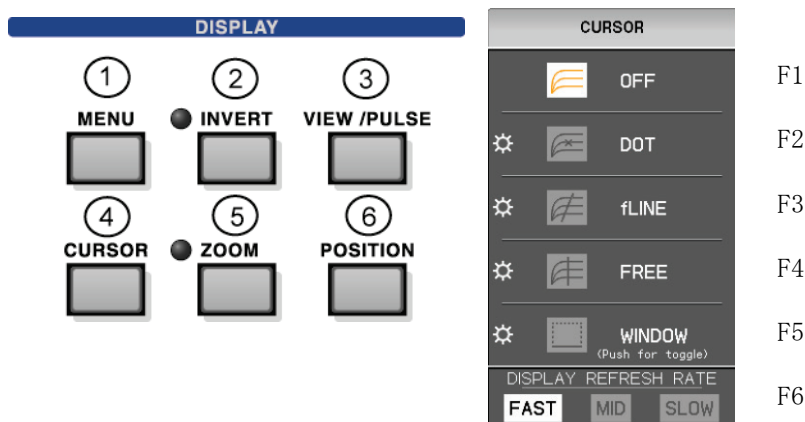 DISPLAY
1 2 3
MENU INVERT VIEW /PULSE
4 5 6
CURSOR ZOOM POSITION
CURSOR
OFF F1
DOT F2
fLINE F3
FREE F4
WINDOW F5
(Push for toggle)
DISPLAY REFRESH RATE
FAST MID SLOW F6